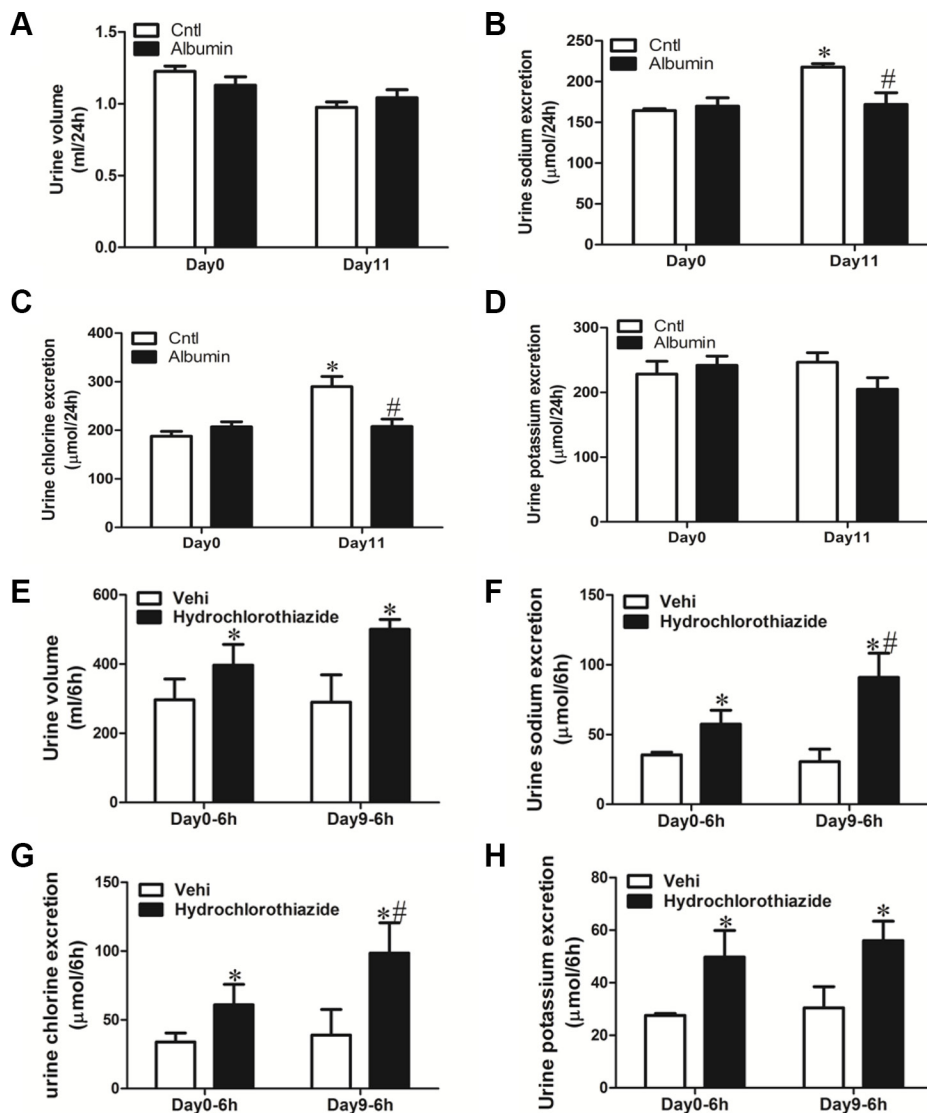 A
Urine volume
(ml/24h)
1.5
1.0
0.5
0.0
Cntl
Albumin
Day0
Day11
B
Urine sodium excretion
(μmol/24h)
250
200
150
100
50
0
Cntl
Albumin
*
#
Day0
Day11
C
Urine chlorine excretion
(μmol/24h)
400
300
200
100
0
Cntl
Albumin
*
#
Day0
Day11
D
Urine potassium excretion
(μmol/24h)
300
200
100
0
Cntl
Albumin
Day0
Day11
E
Urine volume
(ml/6h)
600
400
200
0
Vehi
Hydrochlorothiazide
*
*
Day0-6h
Day9-6h
F
Urine sodium excretion
(μmol/6h)
150
100
50
0
Vehi
Hydrochlorothiazide
*
*#
Day0-6h
Day9-6h
G
urine chlorine excretion
(μmol/6h)
150
100
50
0
Vehi
Hydrochlorothiazide
*
*#
Day0-6h
Day9-6h
H
Urine potassium excretion
(μmol/6h)
80
60
40
20
0
Vehi
Hydrochlorothiazide
*
*
Day0-6h
Day9-6h